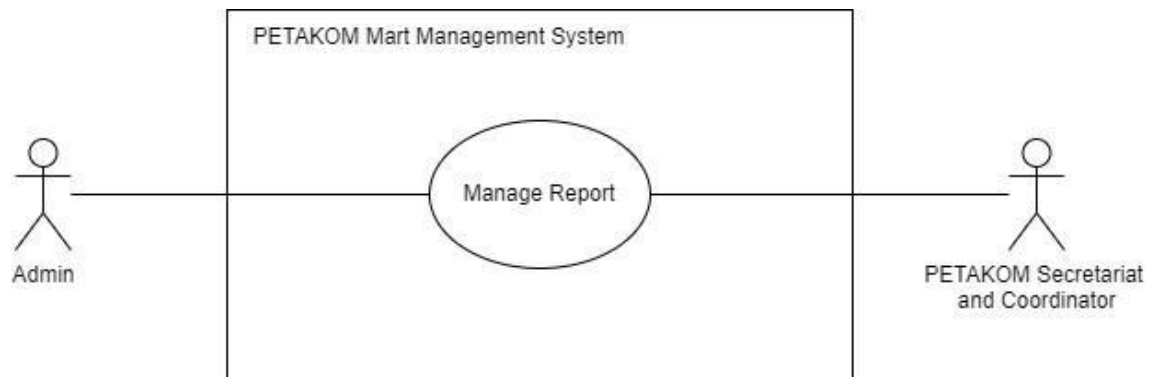 PETAKOM Mart Management System
Manage Report
Admin
PETAKOM Secretariat
and Coordinator